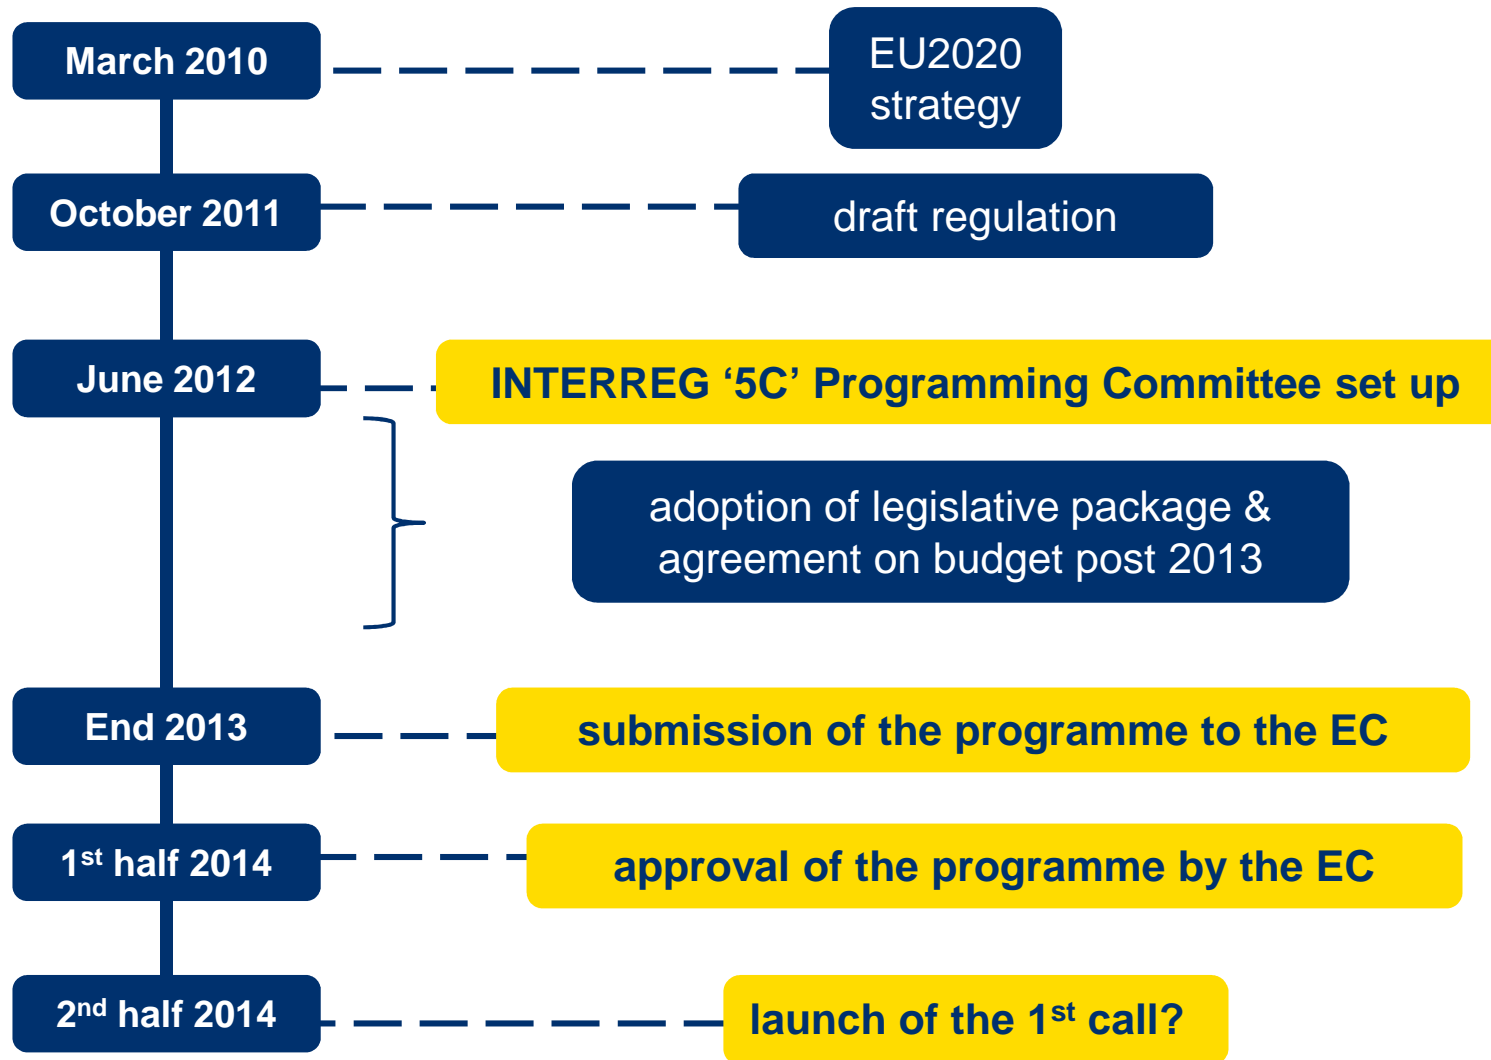 March 2010
EU2020
strategy
October 2011
draft regulation
June 2012
INTERREG ‘5C’ Programming Committee set up
adoption of legislative package &
agreement on budget post 2013
End 2013
submission of the programme to the EC
1st half 2014
approval of the programme by the EC
2nd half 2014
launch of the 1st call?